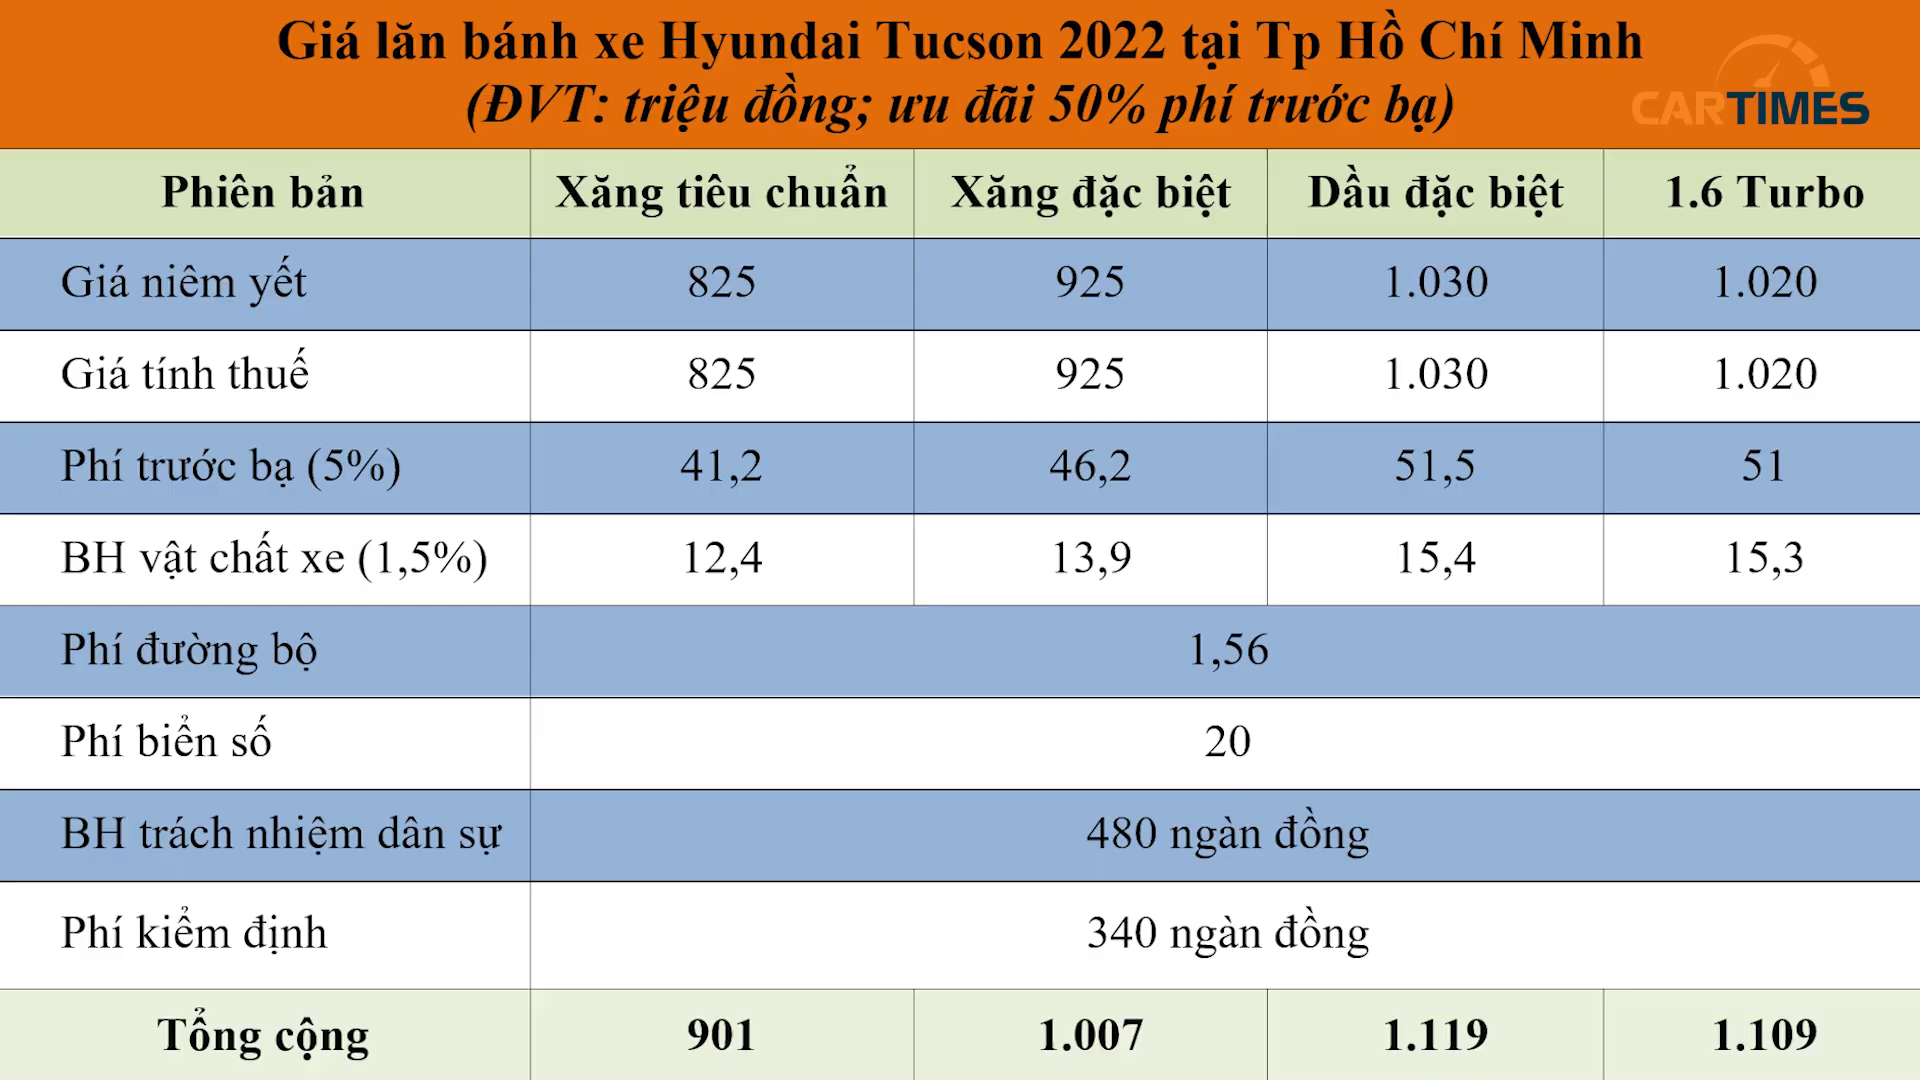 Giá lăn bánh xe Hyundai Tucson 2022 tại Tp Hồ Chí Minh
(ĐVT: triệu đồng; ưu đãi 50% phí trước bạ)
CARTIMES
Phiên bản Xăng tiêu chuẩn Xăng đặc biệt Dầu đặc biệt 1.6 Turbo
Giá niêm yết 825 925 1.030 1.020
Giá tính thuế 825 925 1.030 1.020
Phí trước bạ (5%) 41,2 46,2 51,5 51
BH vật chất xe (1,5%) 12,4 13,9 15,4 15,3
Phí đường bộ 1,56
Phí biển số 20
BH trách nhiệm dân sự 480 ngàn đồng
Phí kiểm định 340 ngàn đồng
Tổng cộng 901 1.007 1.119 1.109